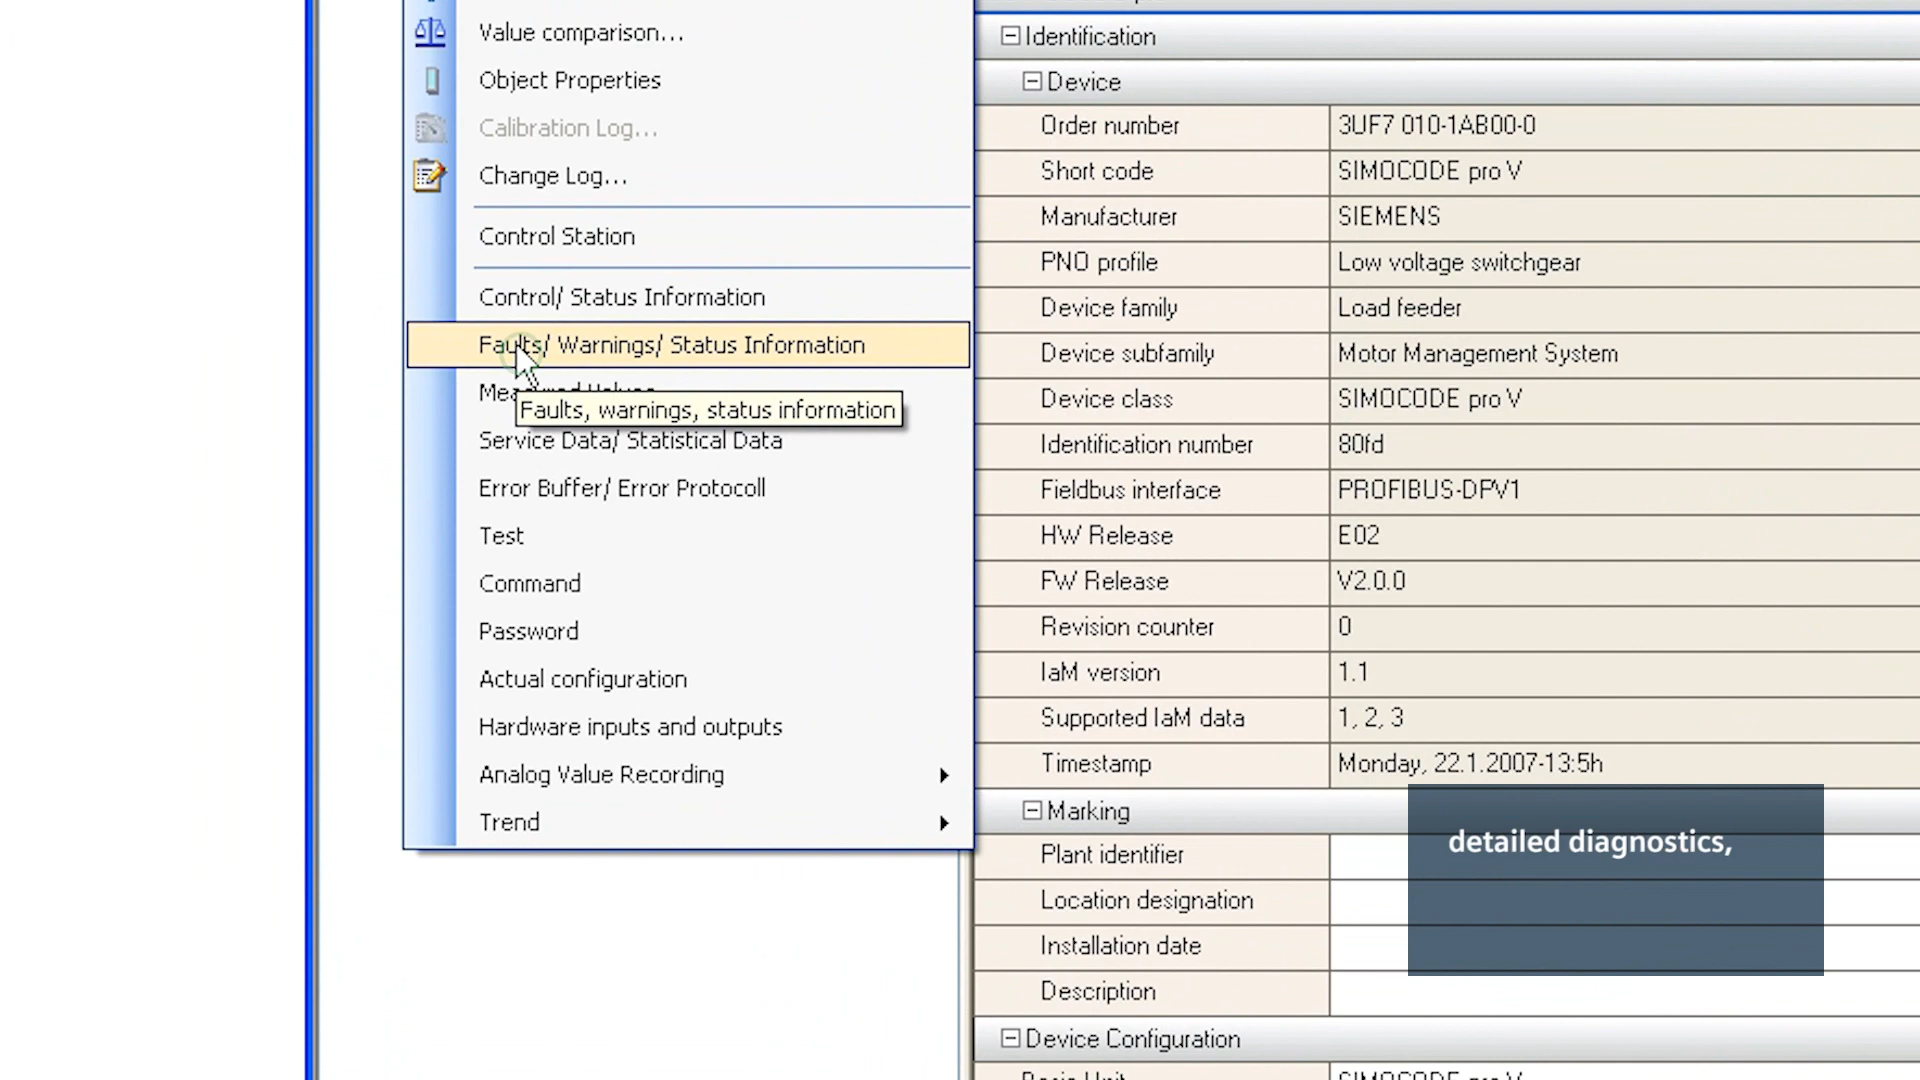 Value comparison...
Object Properties
Calibration Log...
Change Log...
Control Station
Control/ Status Information
Faults/ Warnings/ Status Information
Measured Values
Faults, warnings, status information
Service Data/ Statistical Data
Error Buffer/ Error Protocoll
Test
Command
Password
Actual configuration
Hardware inputs and outputs
Analog Value Recording
Trend
Identification
Device
Order number 3UF7 010-1AB00-0
Short code SIMOCODE pro V
Manufacturer SIEMENS
PNO profile Low voltage switchgear
Device family Load feeder
Device subfamily Motor Management System
Device class SIMOCODE pro V
Identification number 80fd
Fieldbus interface PROFIBUS-DPV1
HW Release E02
FW Release V2.0.0
Revision counter 0
IaM version 1.1
Supported IaM data 1, 2, 3
Timestamp Monday, 22.1.2007-13:5h
Marking
Plant identifier
Location designation
Installation date
Description
Device Configuration
Basic Unit SIMOCODE pro V
detailed diagnostics,